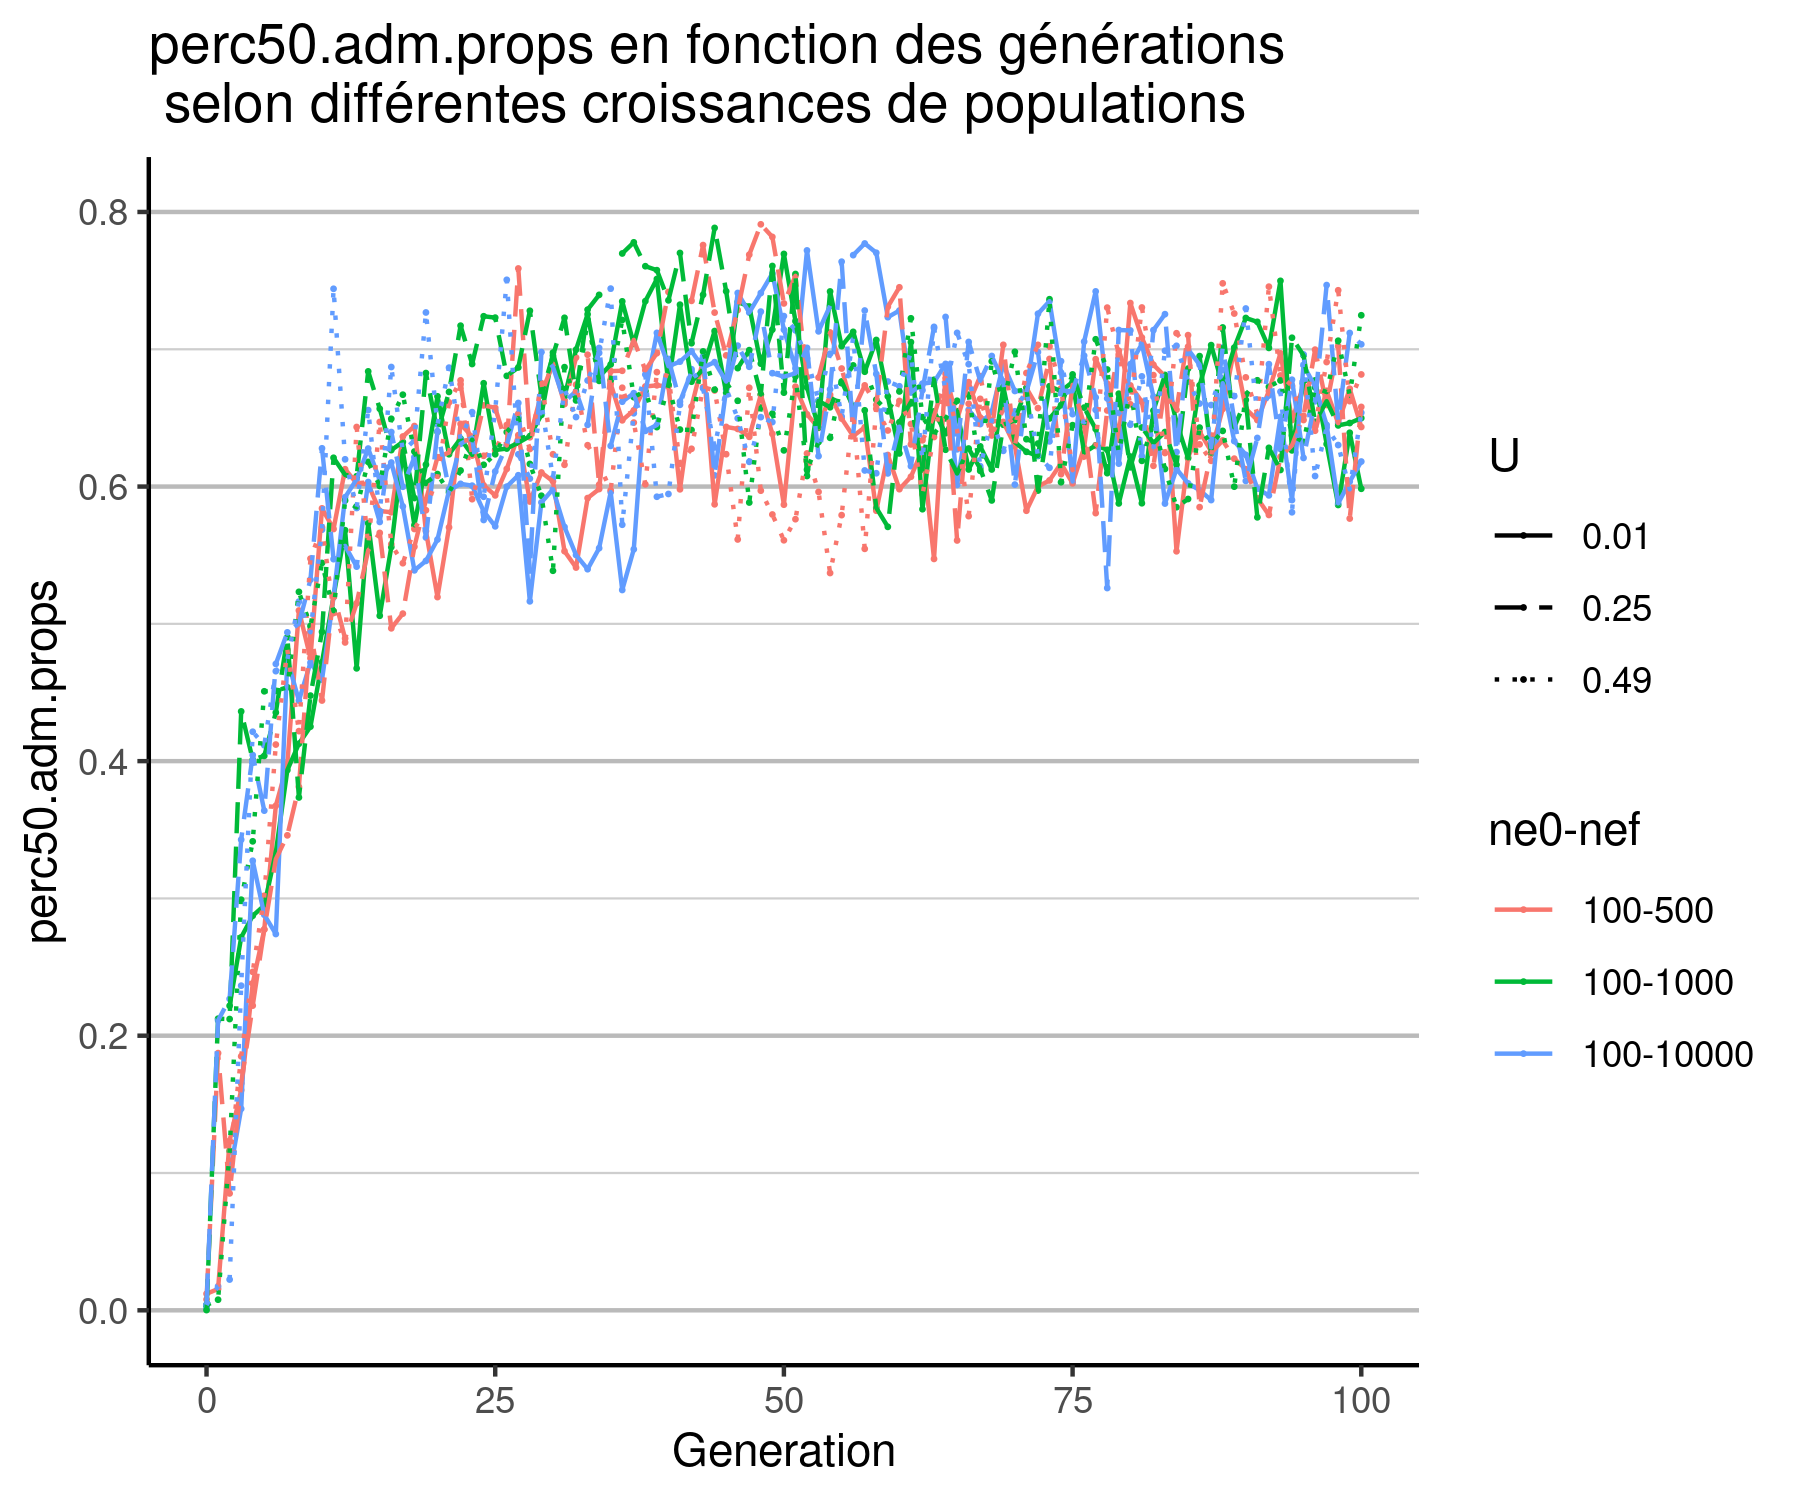 perc50.adm.props en fonction des générations
selon différentes croissances de populations
perc50.adm.props
0.8
0.6
0.4
0.2
0.0
0
25
50
75
100
Generation
U
0.01
0.25
0.49
ne0-nef
100-500
100-1000
100-10000